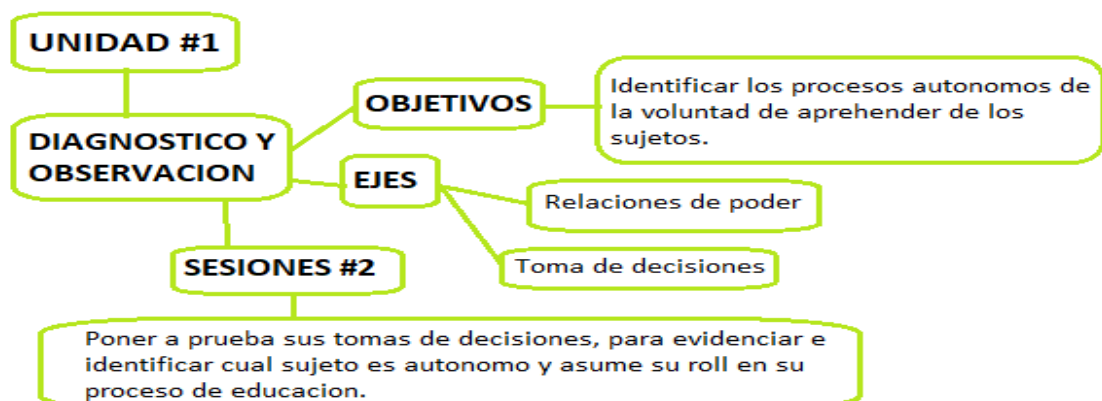 UNIDAD #1
DIAGNOSTICO Y
OBSERVACION
OBJETIVOS
Identificar los procesos autonomos de
la voluntad de aprehender de los
sujetos.
EJES
Relaciones de poder
Toma de decisiones
SESIONES #2
Poner a prueba sus tomas de decisiones, para evidenciar e
identificar cual sujeto es autonomo y asume su roll en su
proceso de educacion.